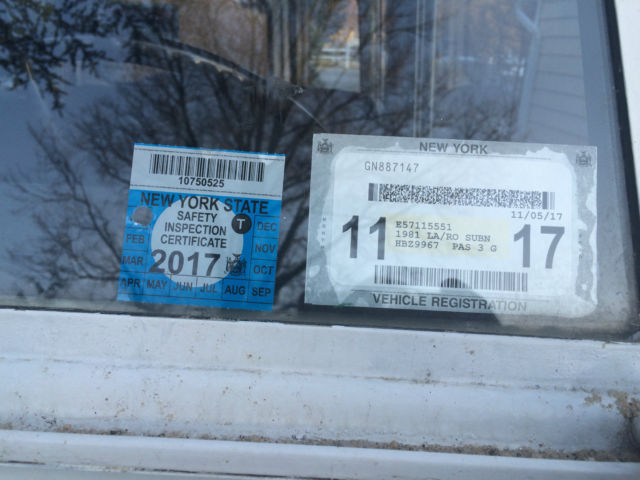 10750525
NEW YORK STATE
SAFETY
INSPECTION
CERTIFICATE
T
2017
DEC
NOV
OCT
SEP
AUG
JUL
JUN
MAY
APR
MAR
FEB
NEW YORK
GN887147
11/05/17
11
E57115551
1981 LA/RO SUBN
HBZ9967 PAS 3 G
17
VEHICLE REGISTRATION